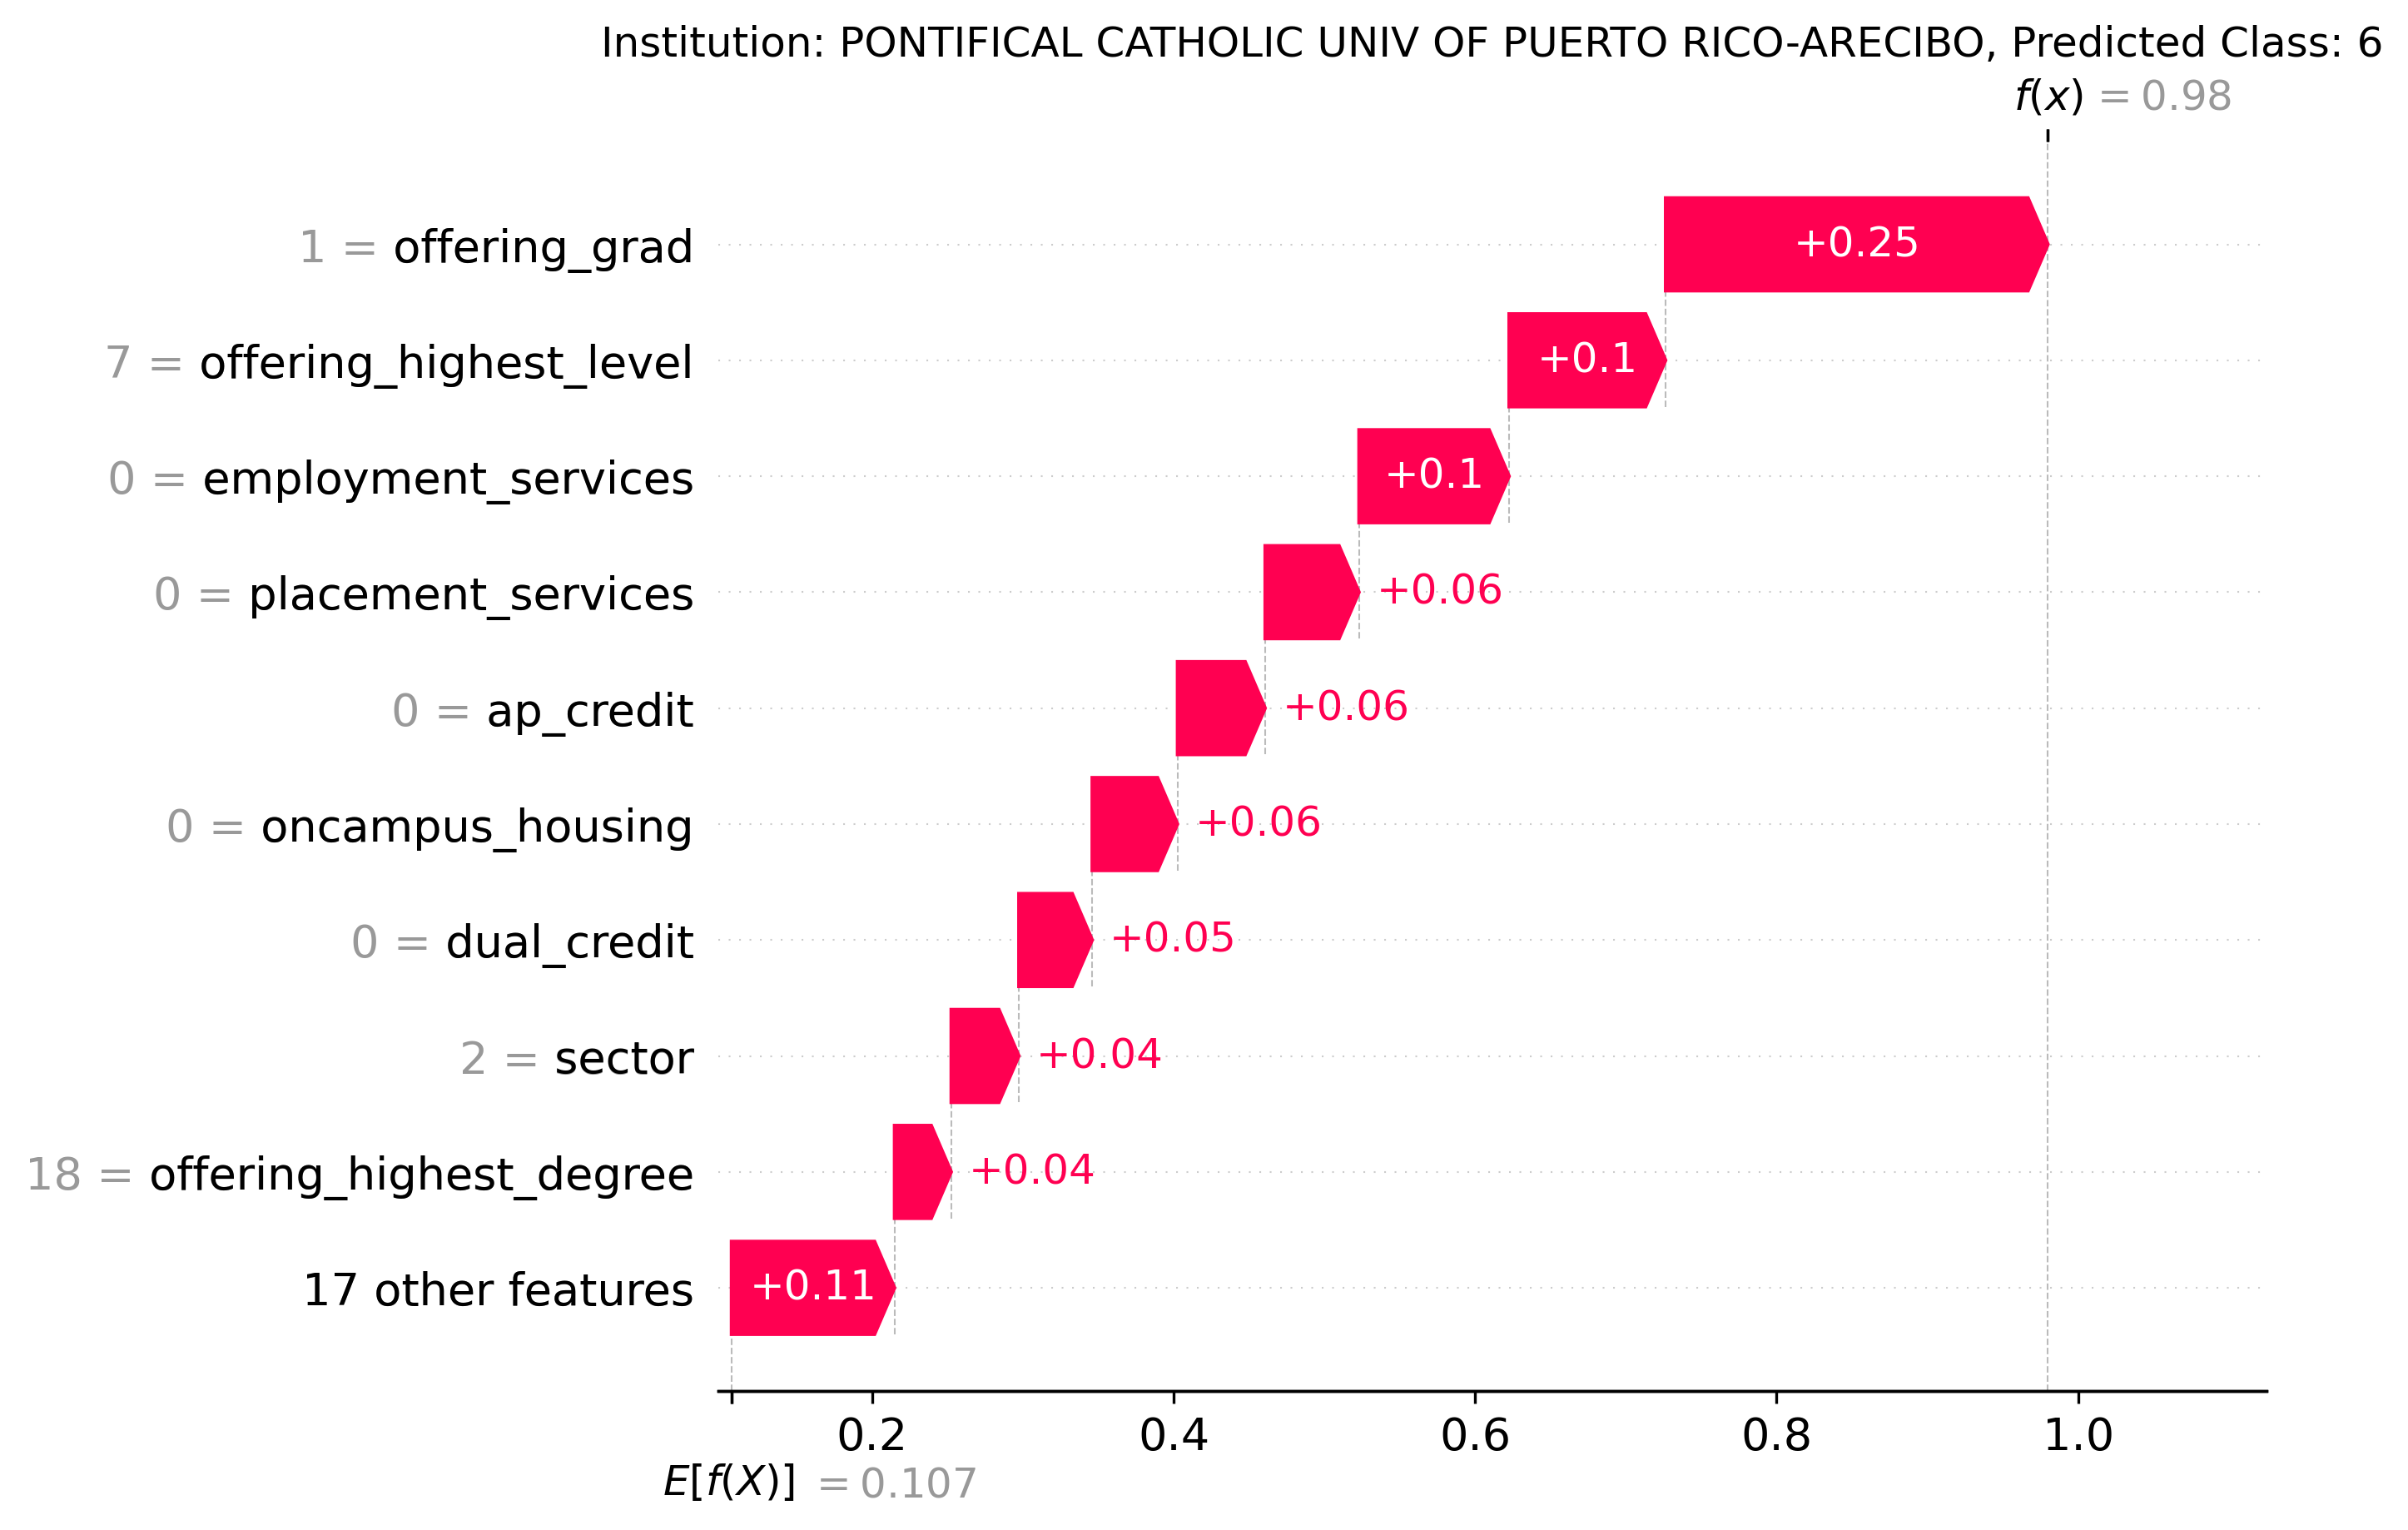 Institution: PONTIFICAL CATHOLIC UNIV OF PUERTO RICO-ARECIBO, Predicted Class: 6
f(x) = 0.98
1 = offering_grad +0.25
7 = offering_highest_level +0.1
0 = employment_services +0.1
0 = placement_services +0.06
0 = ap_credit +0.06
0 = oncampus_housing +0.06
0 = dual_credit +0.05
2 = sector +0.04
18 = offering_highest_degree +0.04
17 other features +0.11
0.2 0.4 0.6 0.8 1.0
E[f(X)] = 0.107